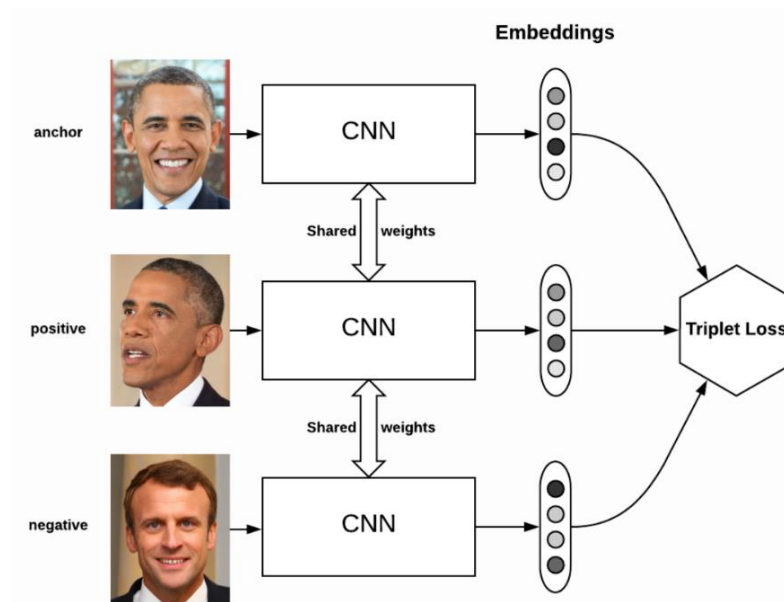 Embeddings
anchor
CNN
Shared weights
positive
CNN
Triplet Loss
Shared weights
negative
CNN